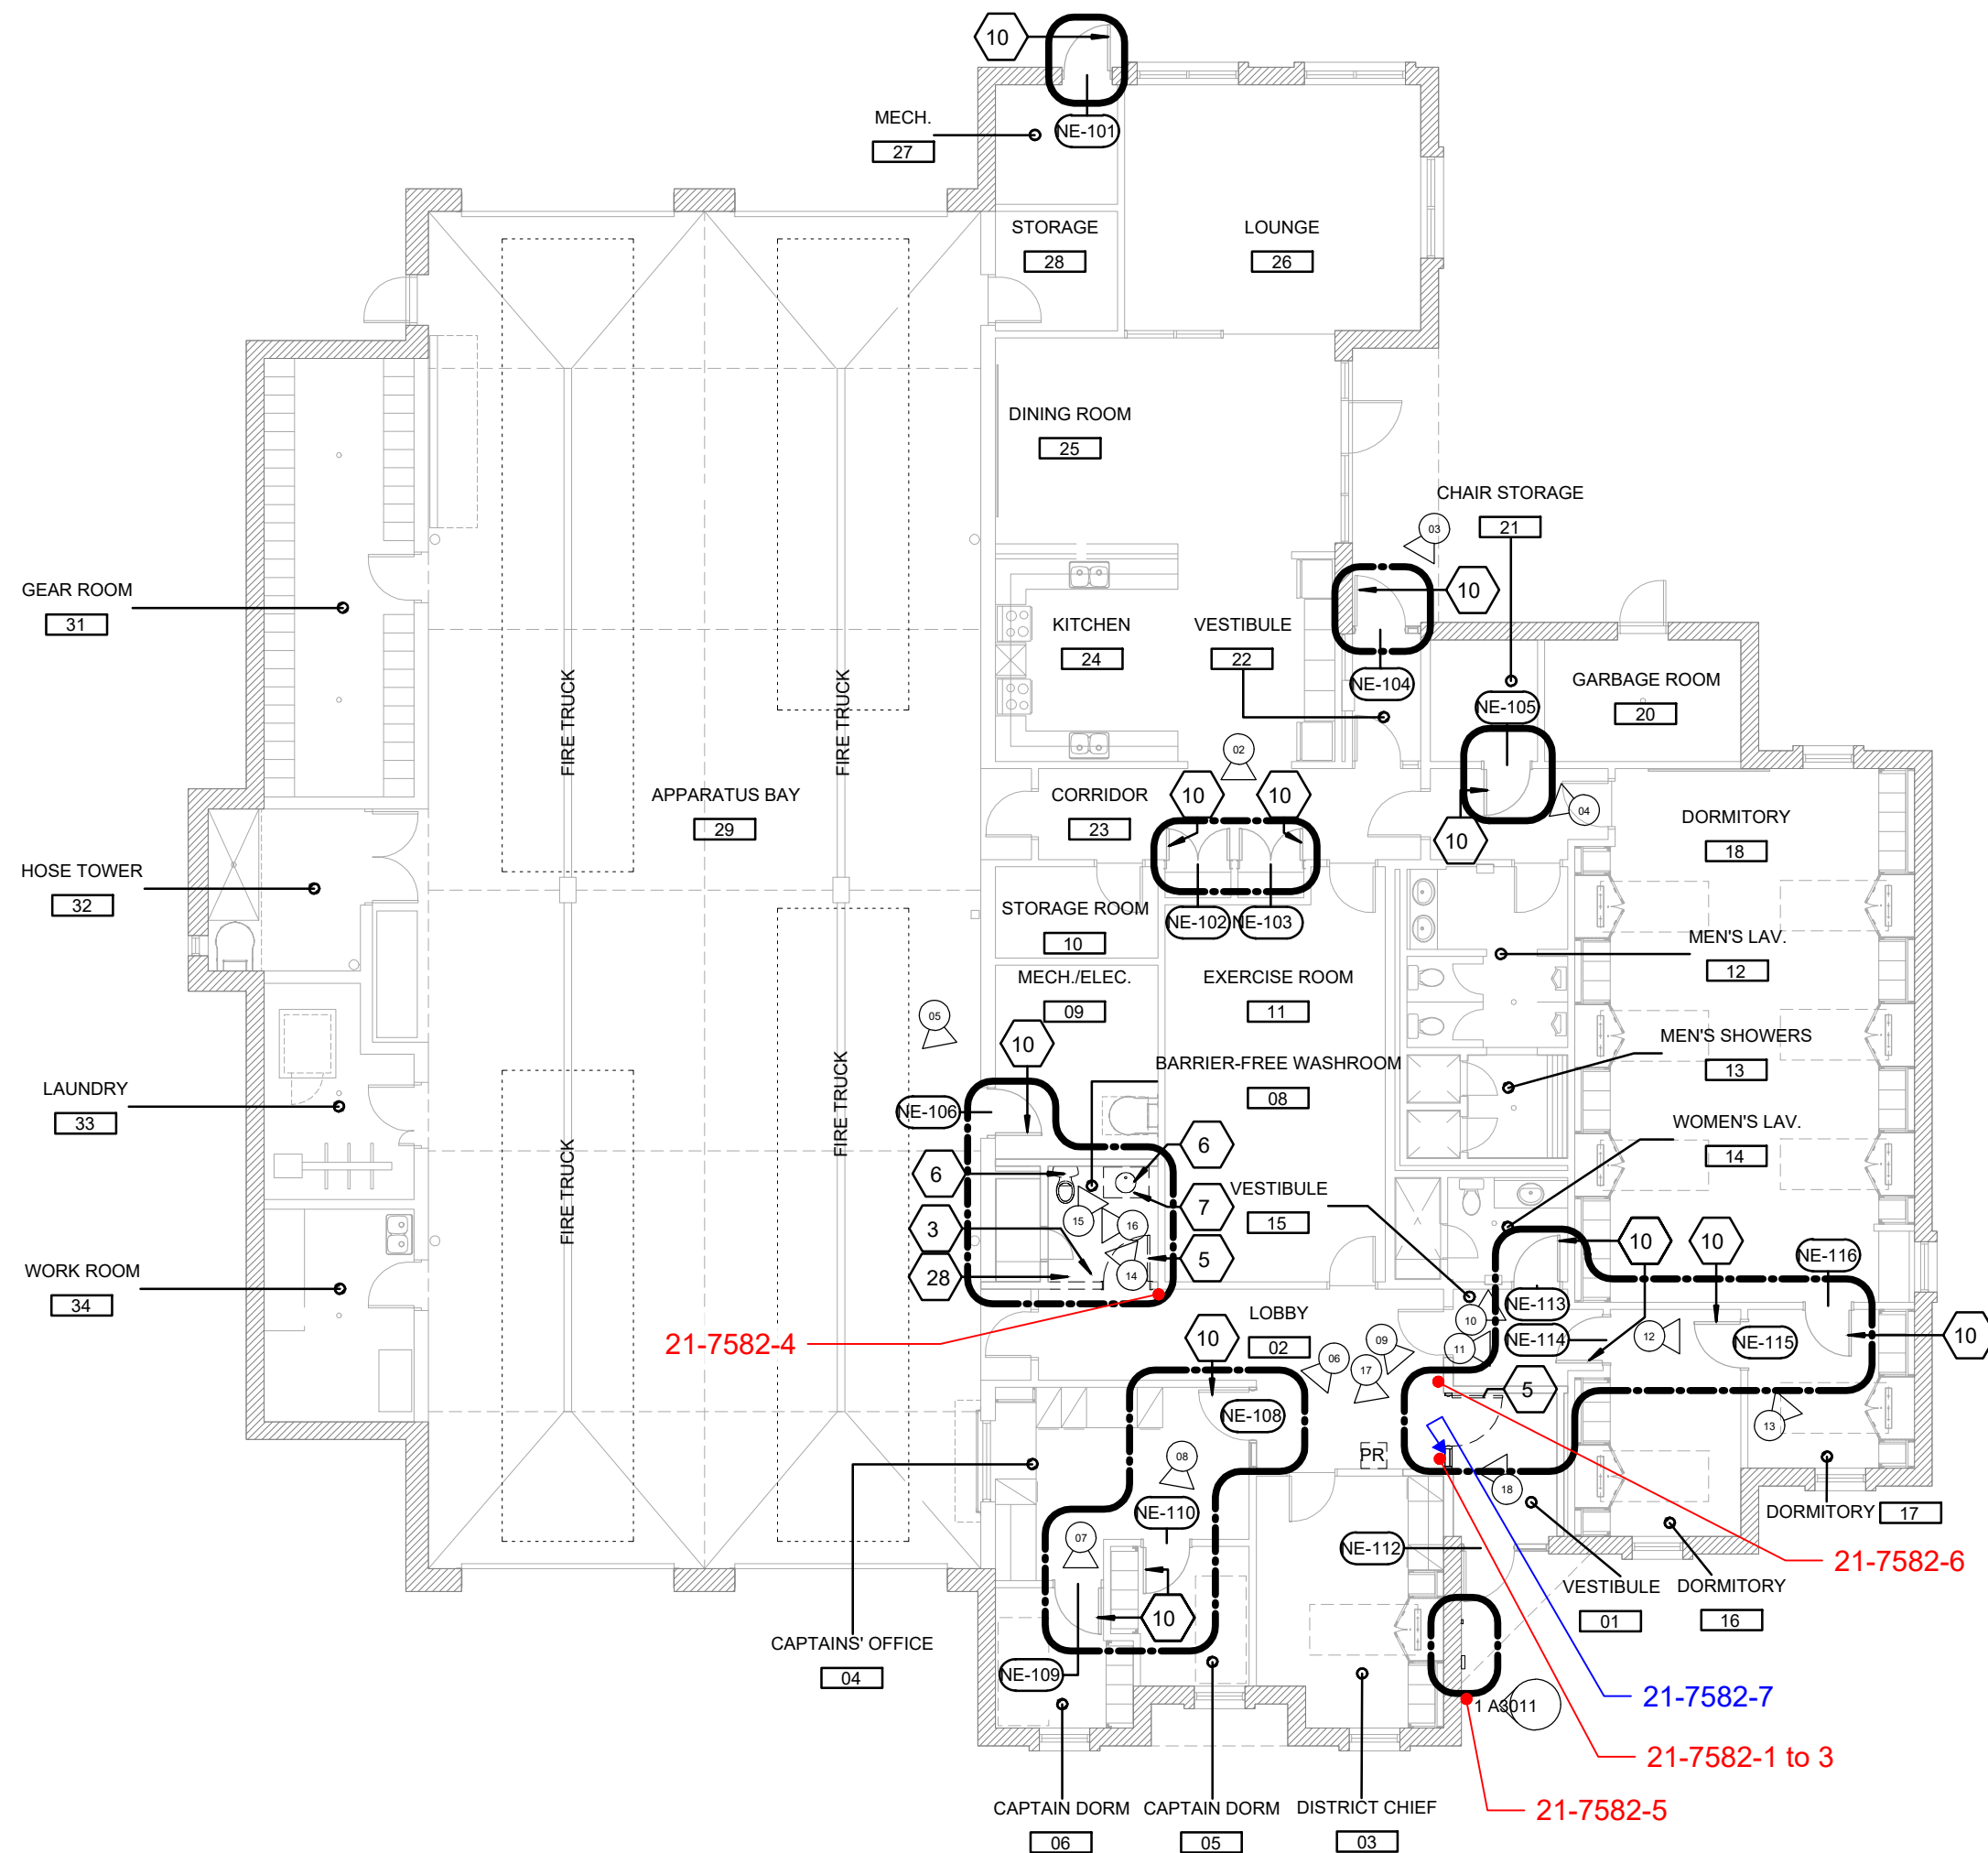 10
MECH.
27
NE-101
STORAGE
28
LOUNGE
26
DINING ROOM
25
CHAIR STORAGE
21
03
10
GEAR ROOM
31
KITCHEN
24
VESTIBULE
22
NE-104
GARBAGE ROOM
20
NE-105
FIRE TRUCK
FIRE TRUCK
02
APPARATUS BAY
29
CORRIDOR
23
10
10
10
04
DORMITORY
18
HOSE TOWER
32
STORAGE ROOM
10
NE-102
NE-103
MEN'S LAV.
12
MECH./ELEC.
09
EXERCISE ROOM
11
05
10
MEN'S SHOWERS
13
BARRIER-FREE WASHROOM
08
LAUNDRY
33
NE-106
FIRE TRUCK
FIRE TRUCK
WOMEN'S LAV.
14
6
6
VESTIBULE
15
7
15
16
3
5
28
14
10
10
NE-116
WORK ROOM
34
NE-113
LOBBY
02
10
10
NE-114
NE-115
12
10
21-7582-4
09
11
06
17
5
NE-108
13
PR
08
18
NE-110
DORMITORY
17
07
NE-112
21-7582-6
VESTIBULE
01
DORMITORY
16
10
CAPTAINS' OFFICE
04
NE-109
21-7582-7
1 A3011
21-7582-1 to 3
21-7582-5
CAPTAIN DORM
06
CAPTAIN DORM
05
DISTRICT CHIEF
03